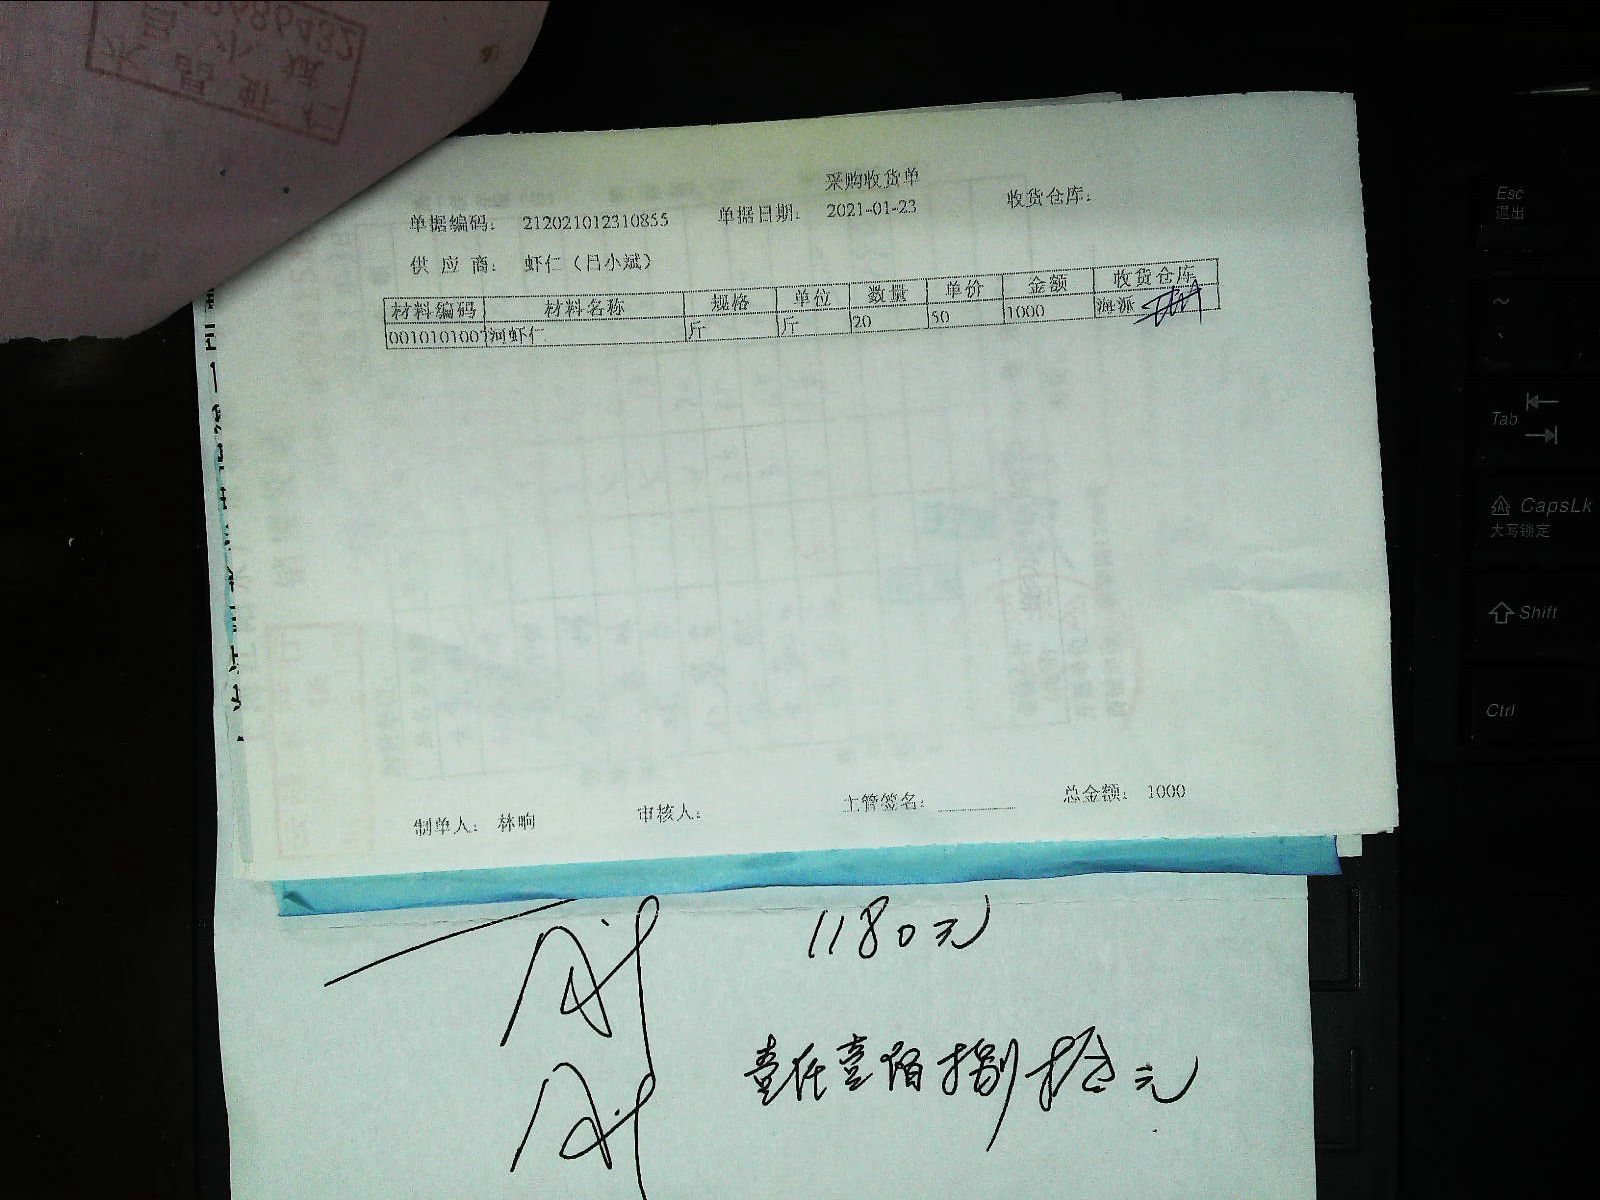 采购收货单
单据编码: 212021012310855 单据日期: 2021-01-23 收货仓库:
供 应 商: 虾仁（吕小斌）
材料编码 材料名称 规格 单位 数量 单价 金额 收货仓库
0010101007 河虾仁 斤 斤 20 50 1000 海派
制单人: 林晌 审核人: 主管签名: 总金额: 1000
1180元
壹仟壹佰捌拾元
Esc
退出
~
Tab
CapsLk
大写锁定
Shift
Ctrl